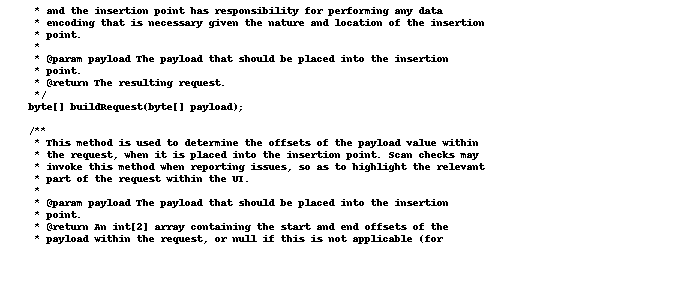 * and the insertion point has responsibility for performing any data
* encoding that is necessary given the nature and location of the insertion
* point.
*
* @param payload The payload that should be placed into the insertion
* point.
* @return The resulting request.
*/
byte[] buildRequest(byte[] payload);
/**
* This method is used to determine the offsets of the payload value within
* the request, when it is placed into the insertion point. Scan checks may
* invoke this method when reporting issues, so as to highlight the relevant
* part of the request within the UI.
*
* @param payload The payload that should be placed into the insertion
* point.
* @return An int[2] array containing the start and end offsets of the
* payload within the request, or null if this is not applicable (for